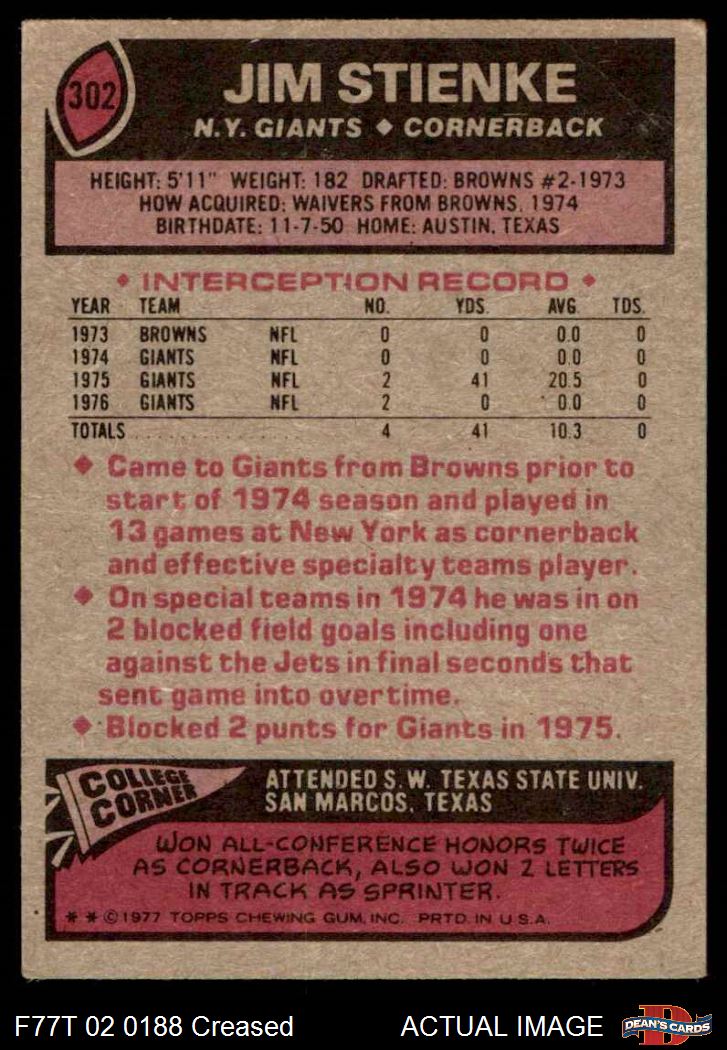 302
JIM STIENKE
N.Y. GIANTS ◆ CORNERBACK
HEIGHT: 5'11" WEIGHT: 182 DRAFTED: BROWNS #2-1973
HOW ACQUIRED: WAIVERS FROM BROWNS, 1974
BIRTHDATE: 11-7-50 HOME: AUSTIN, TEXAS
◆ INTERCEPTION RECORD ◆
YEAR TEAM NO. YDS. AVG. TDS.
1973 BROWNS NFL 0 0 0.0 0
1974 GIANTS NFL 0 0 0.0 0
1975 GIANTS NFL 2 41 20.5 0
1976 GIANTS NFL 2 0 0.0 0
TOTALS 4 41 10.3 0
◆ Came to Giants from Browns prior to
start of 1974 season and played in
13 games at New York as cornerback
and effective specialty teams player.
◆ On special teams in 1974 he was in on
2 blocked field goals including one
against the Jets in final seconds that
sent game into overtime.
◆ Blocked 2 punts for Giants in 1975.
COLLEGE
CORNER
ATTENDED S.W. TEXAS STATE UNIV.
SAN MARCOS, TEXAS
WON ALL-CONFERENCE HONORS TWICE
AS CORNERBACK, ALSO WON 2 LETTERS
IN TRACK AS SPRINTER.
* * © 1977 TOPPS CHEWING GUM, INC. PRTD. IN U.S.A.
F77T 02 0188 Creased ACTUAL IMAGE
DEAN'S CARDS